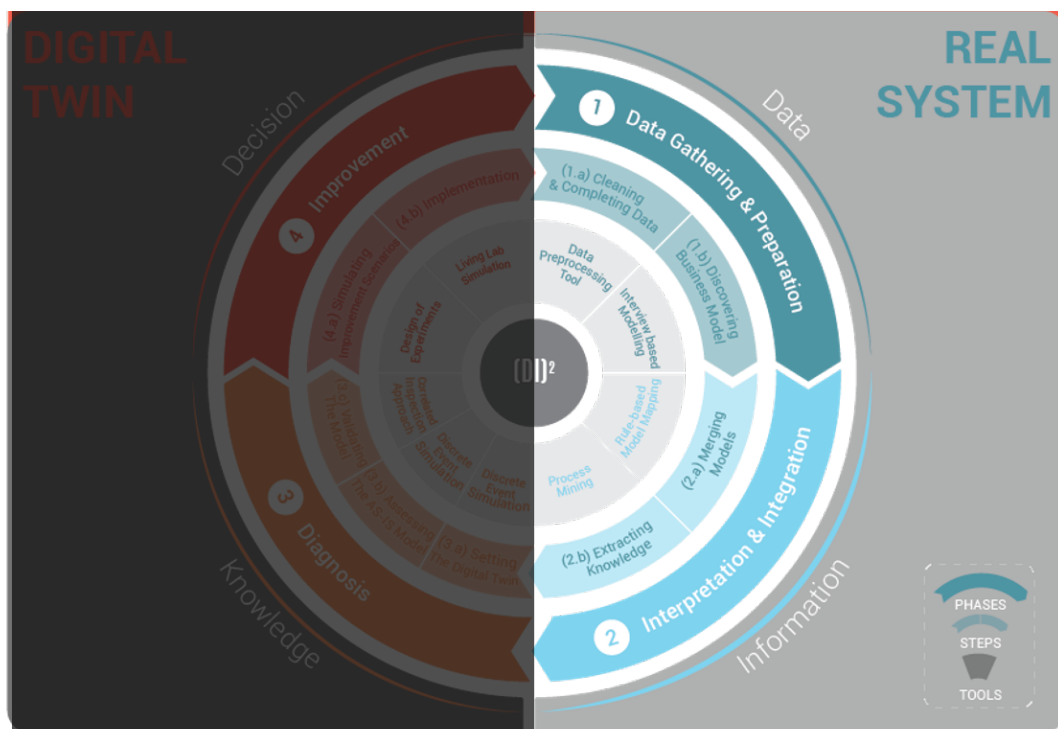 DIGITAL
TWIN
REAL
SYSTEM
Decision
Data
Knowledge
Information
1 Data Gathering & Preparation
(1.a) Cleaning
& Completing Data
(1.b) Discovering
Business Model
Data
Preprocessing
Tool
Interview based
Modelling
2 Interpretation & Integration
(2.a) Merging
Models
(2.b) Extracting
Knowledge
Rule-based
Model Mapping
Process
Mining
3 Diagnosis
(3.a) Setting
The Digital Twin
(3.b) Assessing
The AS-IS Model
(3.c) Validating
The Model
Discrete
Event
Simulation
Discrete
Event
Simulation
Correlated
Inspection
Approach
4 Improvement
(4.a) Simulating
Improvement Scenarios
(4.b) Implementation
Design of
Experiments
Living Lab
Simulation
(DI)²
PHASES
STEPS
TOOLS